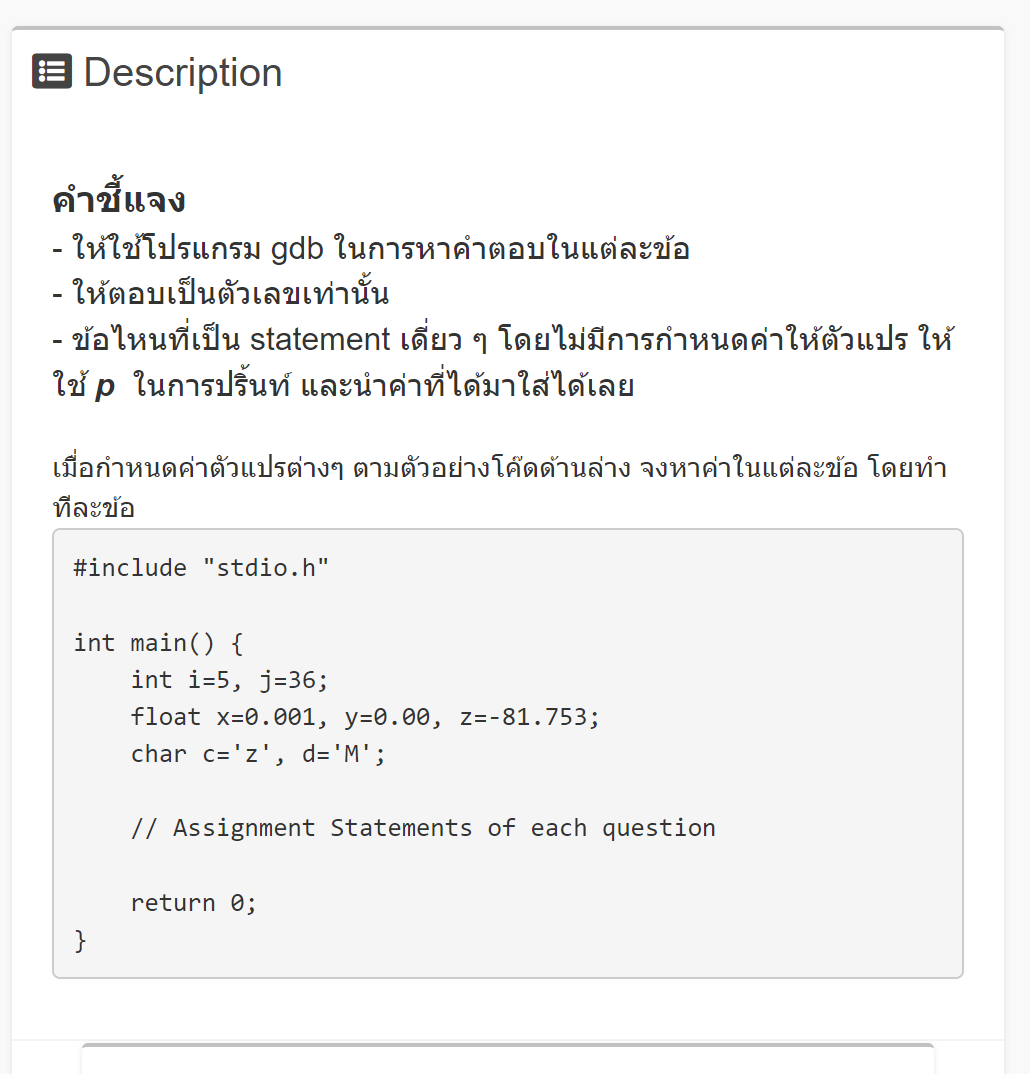 Description
คำชี้แจง
- ให้ใช้โปรแกรม gdb ในการหาคำตอบในแต่ละข้อ
- ให้ตอบเป็นตัวเลขเท่านั้น
- ข้อไหนที่เป็น statement เดี่ยว ๆ โดยไม่มีการกำหนดค่าให้ตัวแปร ให้
ใช้ p ในการปริ้นท์ และนำค่าที่ได้มาใส่ได้เลย
เมื่อกำหนดค่าตัวแปรต่างๆ ตามตัวอย่างโค๊ดด้านล่าง จงหาค่าในแต่ละข้อ โดยทำ
ทีละข้อ
#include "stdio.h"
int main() {
    int i=5, j=36;
    float x=0.001, y=0.00, z=-81.753;
    char c='z', d='M';
    // Assignment Statements of each question
    return 0;
}